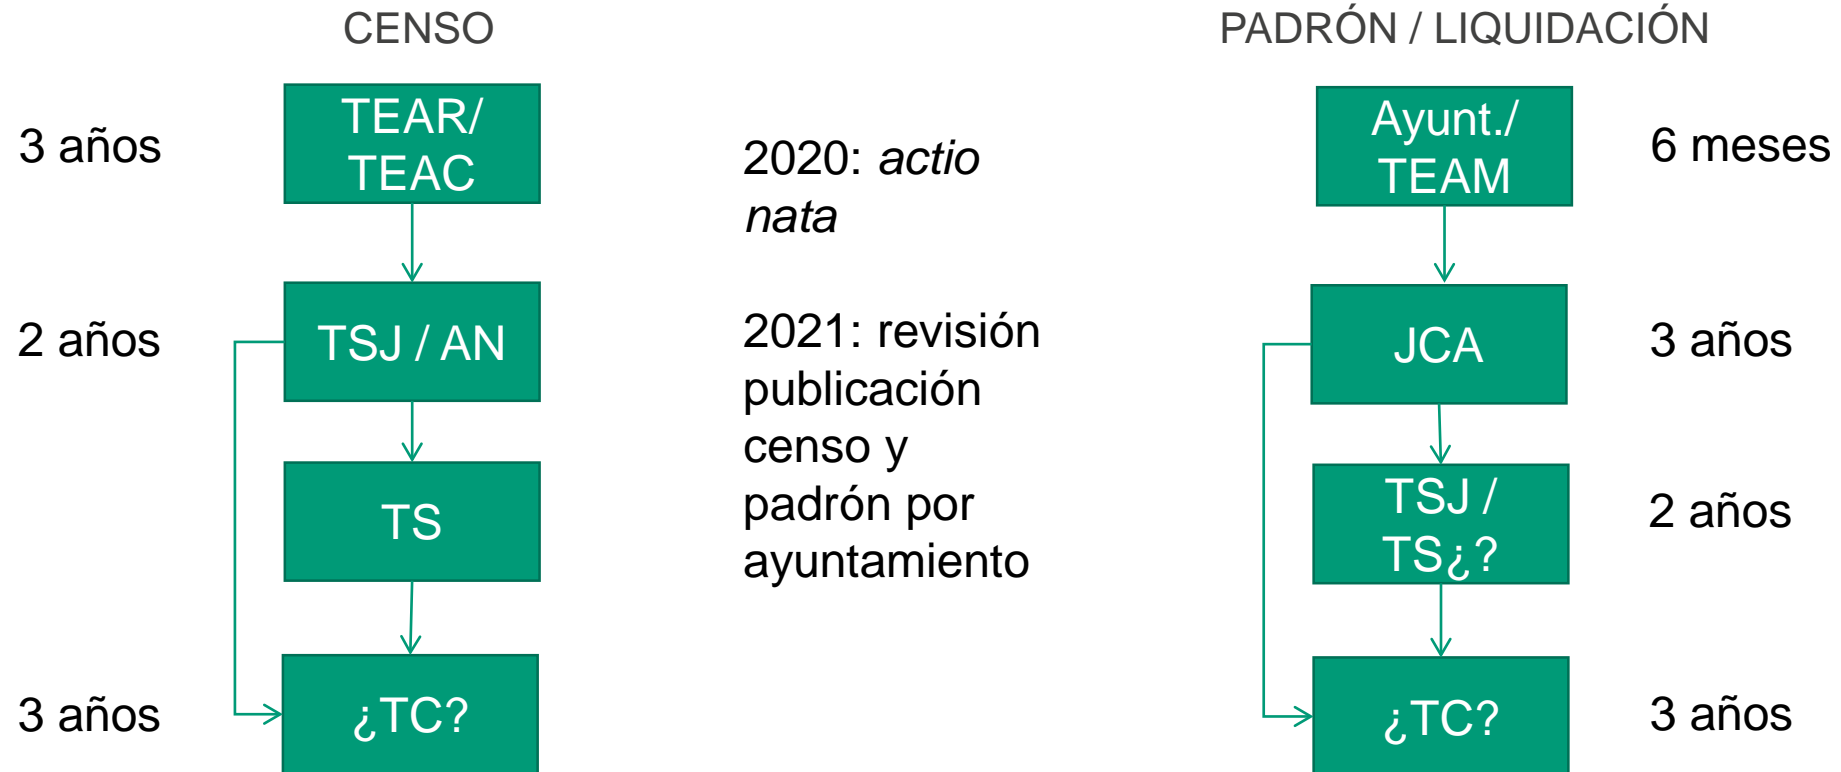 CENSO
3 años
TEAR/
TEAC
2 años
TSJ / AN
TS
3 años
¿TC?
2020: actio
nata
2021: revisión
publicación
censo y
padrón por
ayuntamiento
PADRÓN / LIQUIDACIÓN
Ayunt./
TEAM
6 meses
JCA
3 años
TSJ /
TS¿?
2 años
¿TC?
3 años